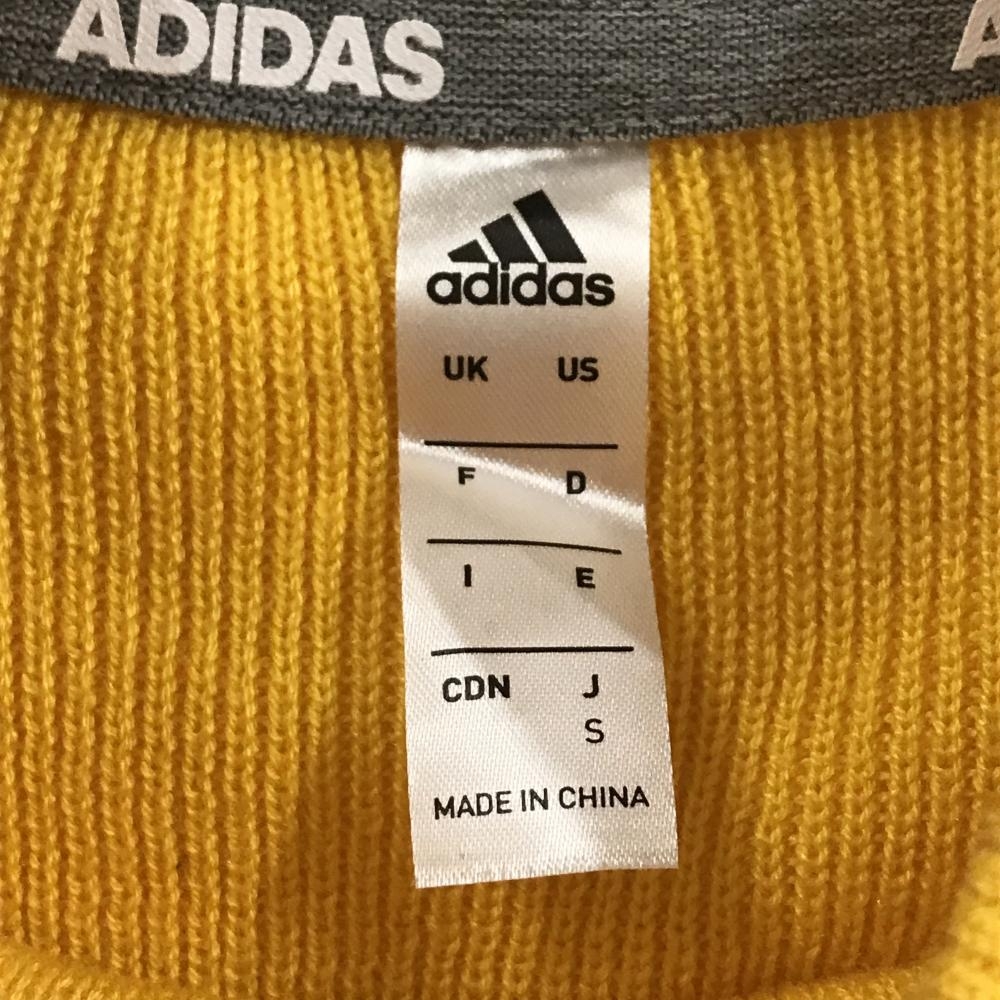 ADIDAS
adidas
UK US
F D
I E
CDN J
S
MADE IN CHINA